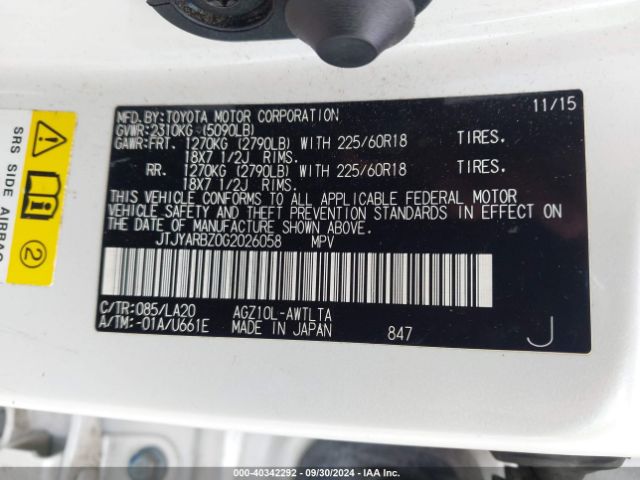 MFD.BY:TOYOTA MOTOR CORPORATION 11/15
GVWR:2310KG (5090LB)
GAWR:FRT. 1270KG (2790LB) WITH 225/60R18 TIRES.
18X7 1/2J RIMS.
RR. 1270KG (2790LB) WITH 225/60R18 TIRES.
18X7 1/2J RIMS.
THIS VEHICLE CONFORMS TO ALL APPLICABLE FEDERAL MOTOR
VEHICLE SAFETY AND THEFT PREVENTION STANDARDS IN EFFECT ON
THE DATE OF MANUFACTURE SHOWN ABOVE.
JTJYARBZ0G2026058 MPV
C/TR:085/LA20 AGZ10L-AWTLTA
A/TM:-01A/U661E MADE IN JAPAN 847 J
SRS SIDE AIRBAG
2
000-40342292 - 09/30/2024 - IAA Inc.